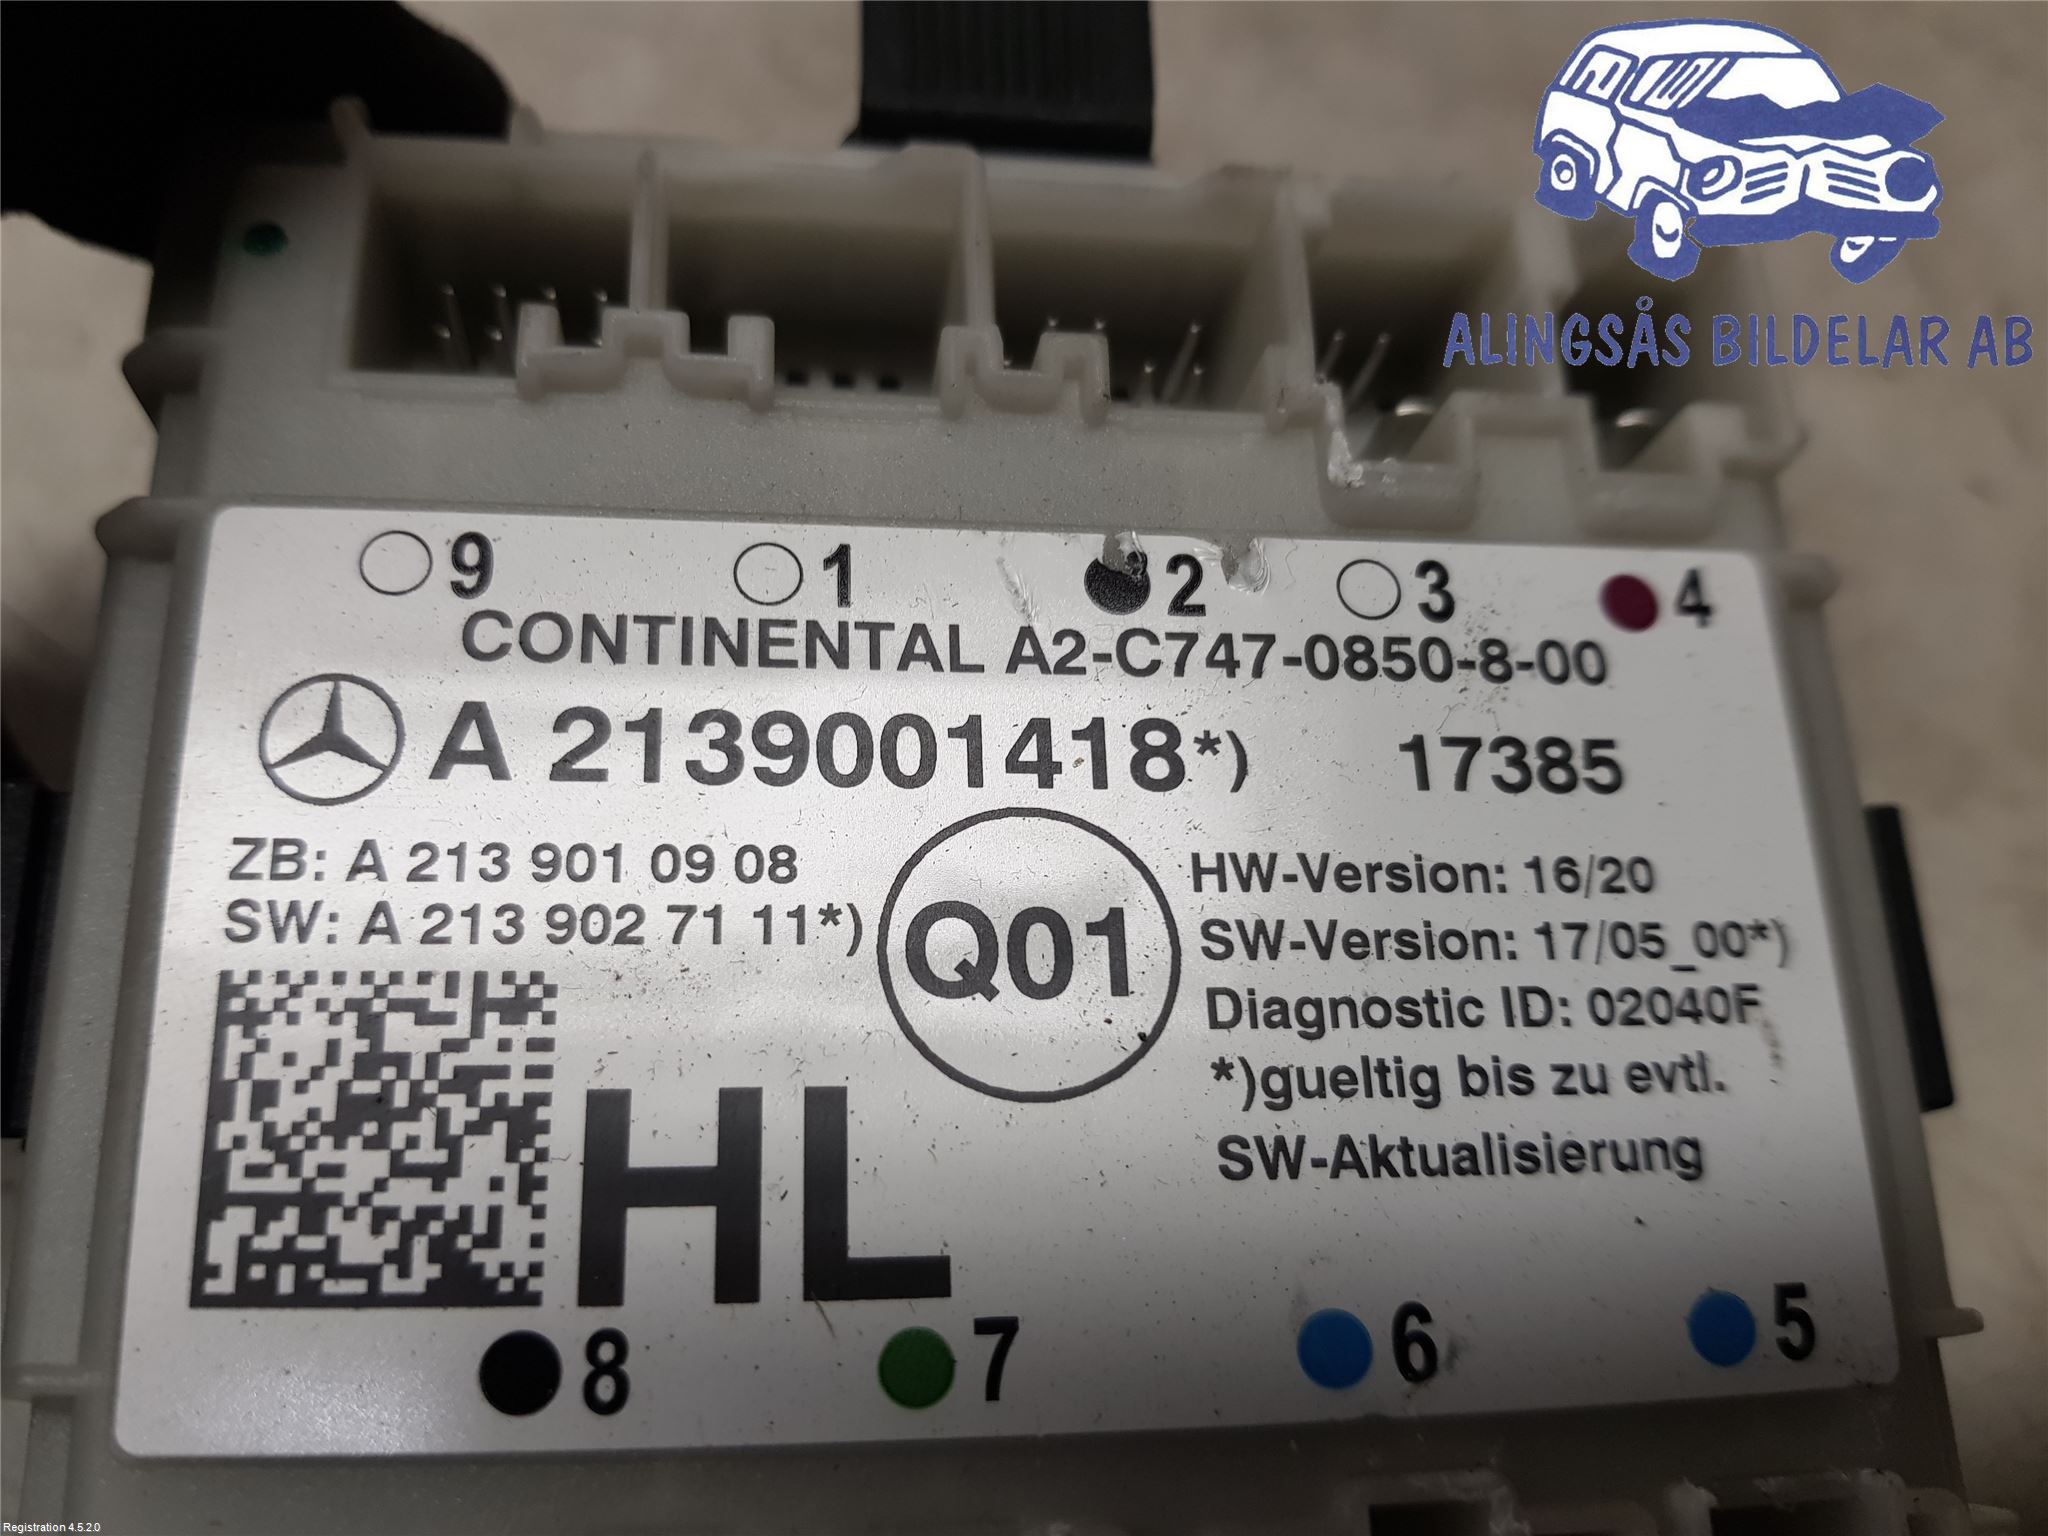 ALINGSÅS BILDELAR AB
9 1 2 3 4
CONTINENTAL A2-C747-0850-8-00
A 2139001418*) 17385
ZB: A 213 901 09 08
SW: A 213 902 71 11*)
Q01
HW-Version: 16/20
SW-Version: 17/05_00*)
Diagnostic ID: 02040F
*)gueltig bis zu evtl.
SW-Aktualisierung
HL
8 7 6 5
Registration 4.5.2.0